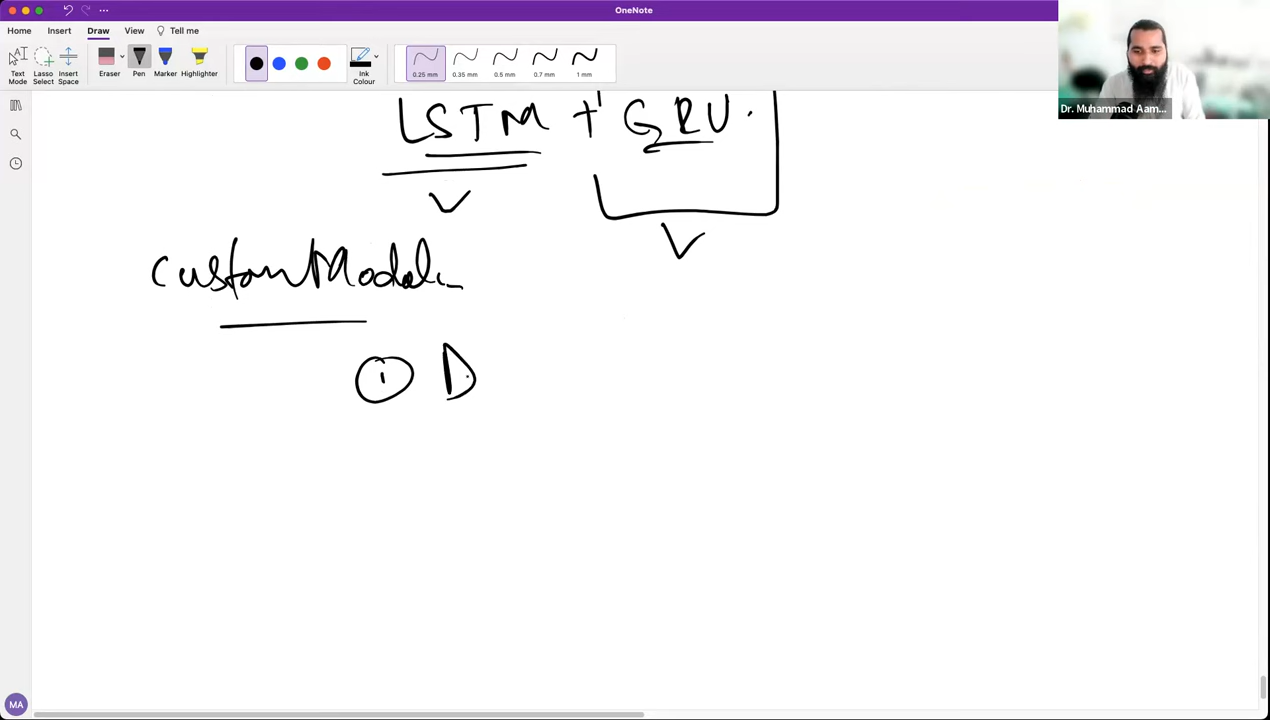 OneNote
Home Insert Draw View Tell me
Text Mode Lasso Select Insert Space Eraser Pen Marker Highlighter Ink Colour 0.25 mm 0.35 mm 0.5 mm 0.7 mm 1 mm
Dr. Muhammad Aam...
LSTM + GRU.
Custom Model
① D
MA